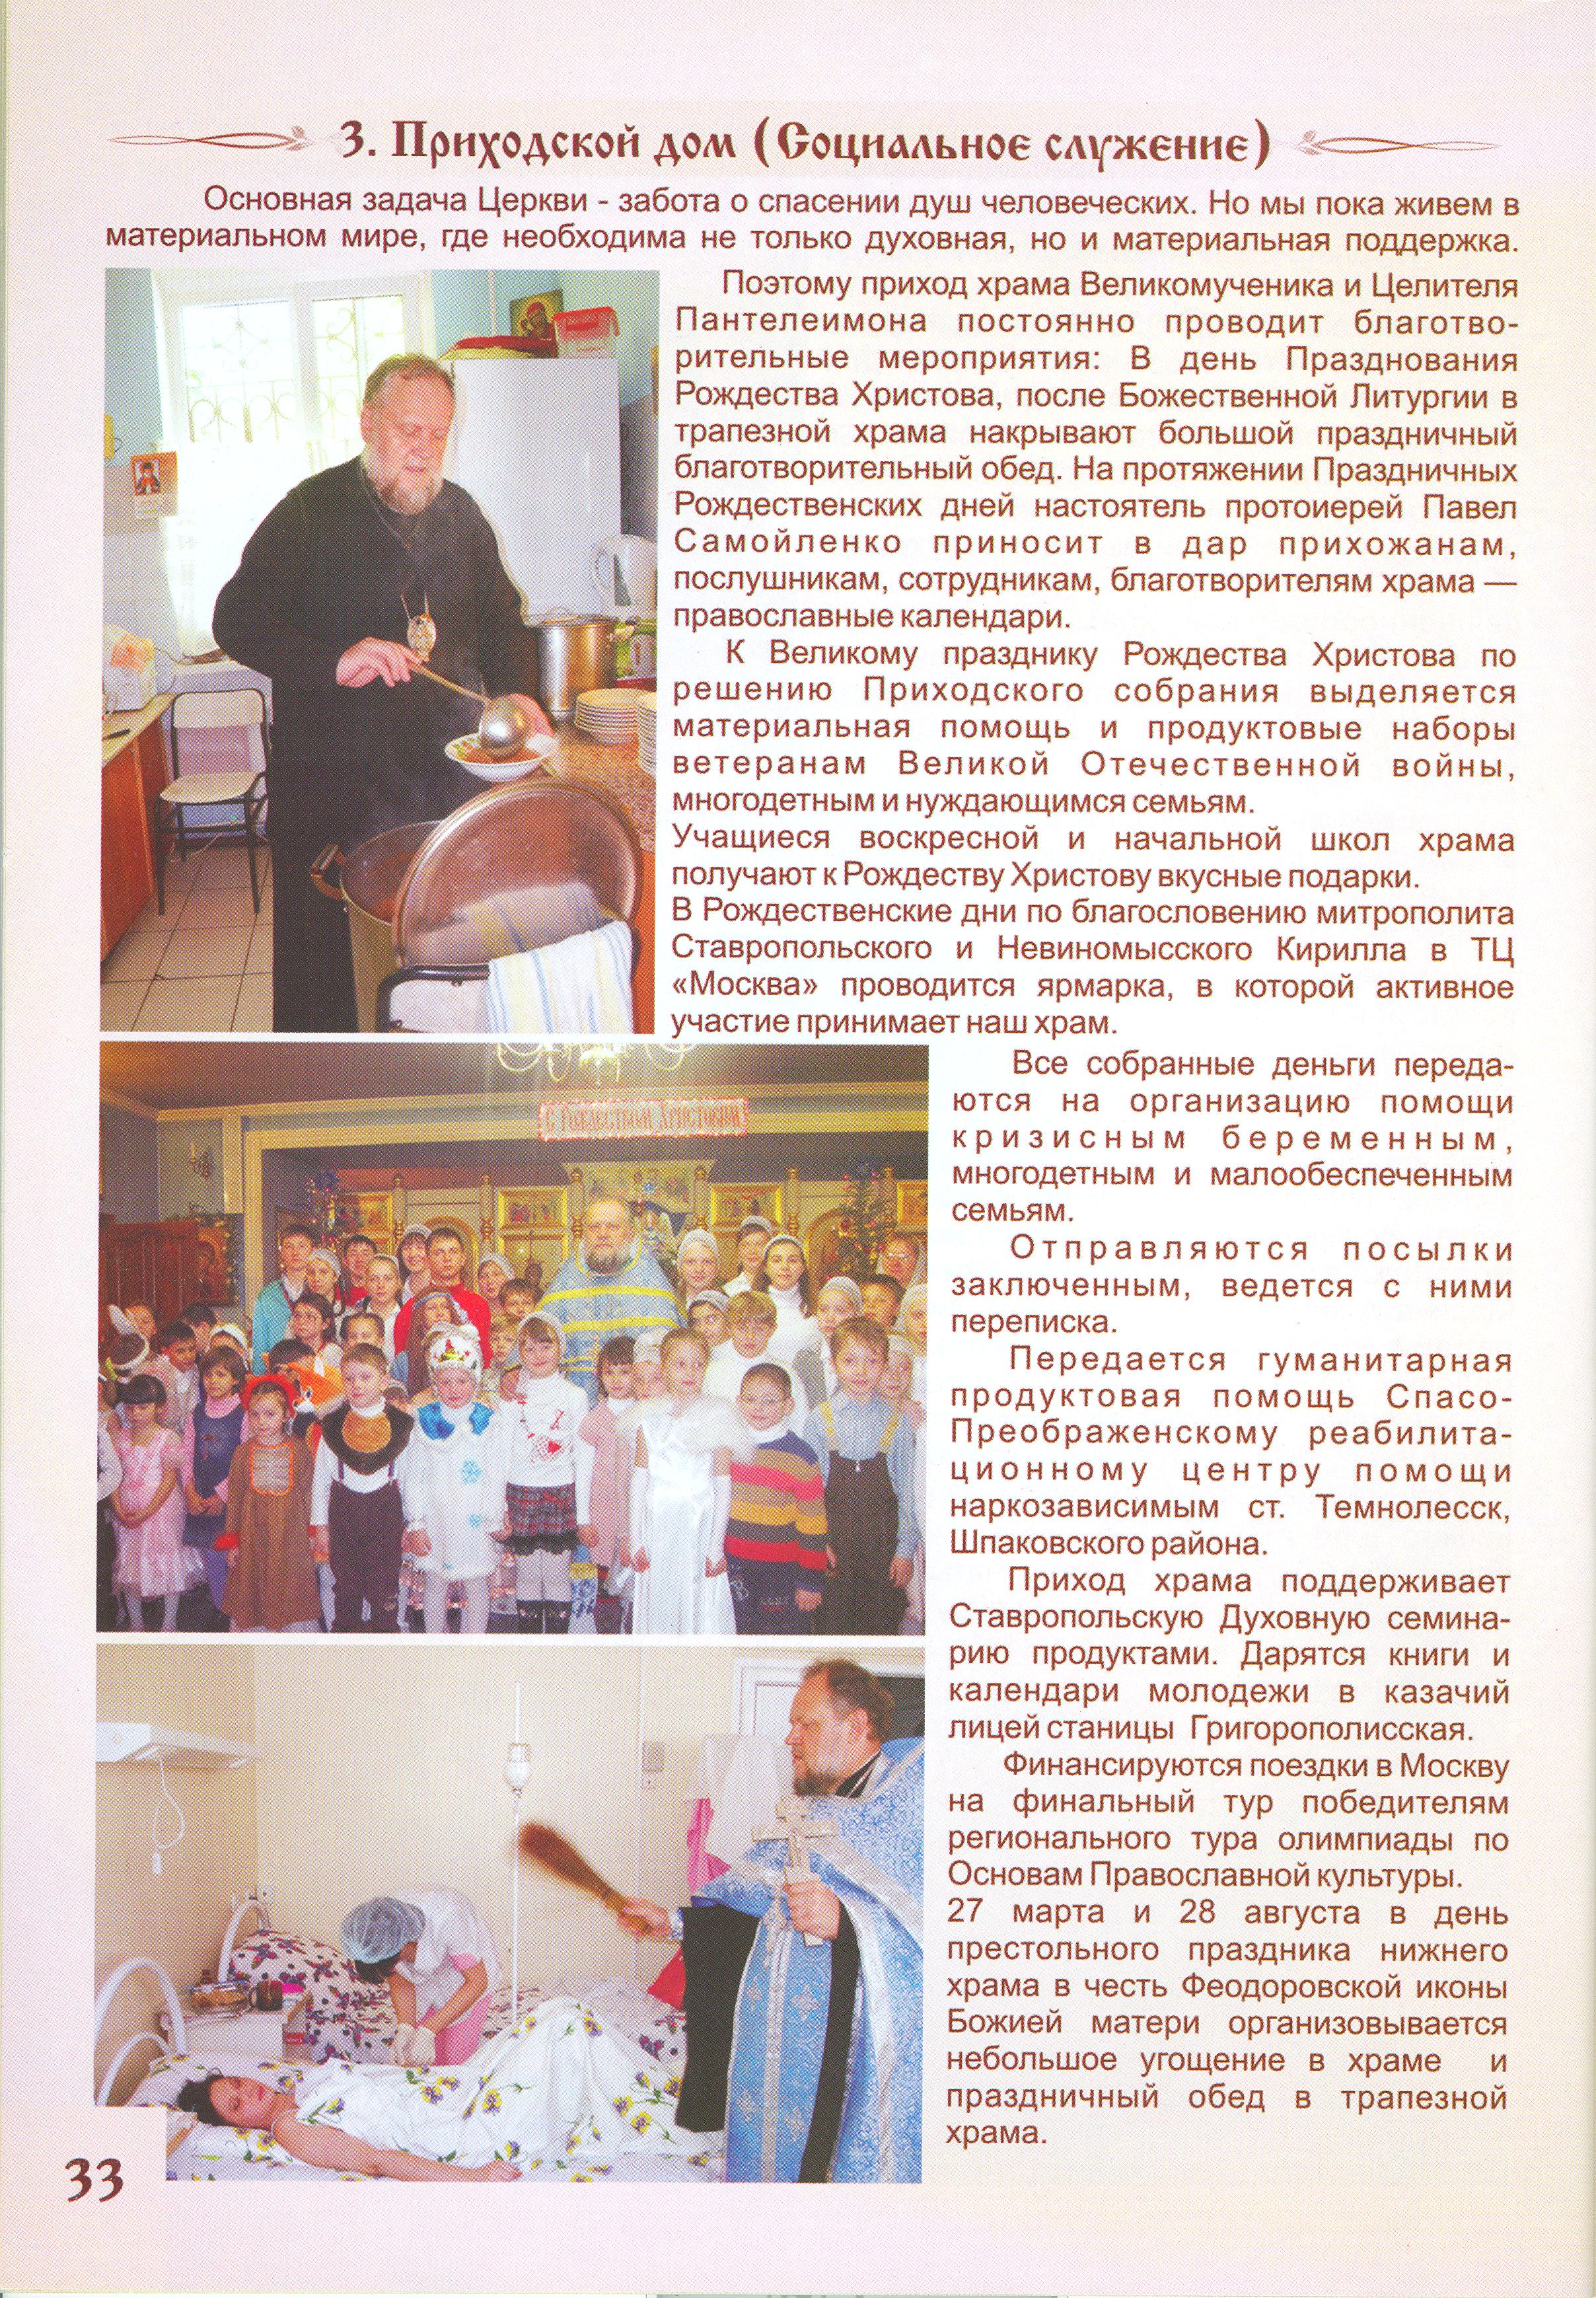 3. Приходской дом (Социальное служение)
Основная задача Церкви - забота о спасении душ человеческих. Но мы пока живем в
материальном мире, где необходима не только духовная, но и материальная поддержка.
Поэтому приход храма Великомученика и Целителя
Пантелеимона постоянно проводит благотво-
рительные мероприятия: В день Празднования
Рождества Христова, после Божественной Литургии в
трапезной храма накрывают большой праздничный
благотворительный обед. На протяжении Праздничных
Рождественских дней настоятель протоиерей Павел
Самойленко приносит в дар прихожанам,
послушникам, сотрудникам, благотворителям храма —
православные календари.
К Великому празднику Рождества Христова по
решению Приходского собрания выделяется
материальная помощь и продуктовые наборы
ветеранам Великой Отечественной войны,
многодетным и нуждающимся семьям.
Учащиеся воскресной и начальной школ храма
получают к Рождеству Христову вкусные подарки.
В Рождественские дни по благословению митрополита
Ставропольского и Невиномысского Кирилла в ТЦ
«Москва» проводится ярмарка, в которой активное
участие принимает наш храм.
С РОЖДЕСТВОМ ХРИСТОВЫМ
Все собранные деньги переда-
ются на организацию помощи
кризисным беременным,
многодетным и малообеспеченным
семьям.
Отправляются посылки
заключенным, ведется с ними
переписка.
Передается гуманитарная
продуктовая помощь Спасо-
Преображенскому реабилита-
ционному центру помощи
наркозависимым ст. Темнолесск,
Шпаковского района.
Приход храма поддерживает
Ставропольскую Духовную семина-
рию продуктами. Дарятся книги и
календари молодежи в казачий
лицей станицы Григорополисская.
Финансируются поездки в Москву
на финальный тур победителям
регионального тура олимпиады по
Основам Православной культуры.
27 марта и 28 августа в день
престольного праздника нижнего
храма в честь Феодоровской иконы
Божией матери организовывается
небольшое угощение в храме и
праздничный обед в трапезной
храма.
33